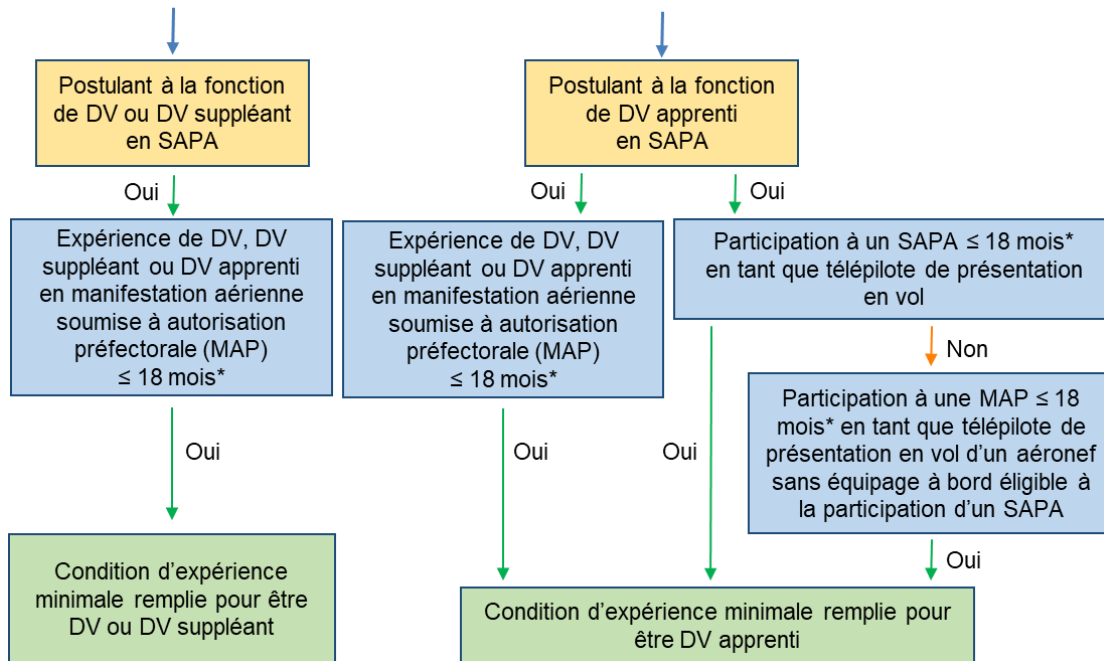 Postulant à la fonction
de DV ou DV suppléant
en SAPA
Postulant à la fonction
de DV apprenti
en SAPA
Oui
Oui
Oui
Expérience de DV, DV
suppléant ou DV apprenti
en manifestation aérienne
soumise à autorisation
préfectorale (MAP)
≤ 18 mois*
Expérience de DV, DV
suppléant ou DV apprenti
en manifestation aérienne
soumise à autorisation
préfectorale (MAP)
≤ 18 mois*
Participation à un SAPA ≤ 18 mois*
en tant que télépilote de présentation
en vol
Non
Participation à une MAP ≤ 18
mois* en tant que télépilote de
présentation en vol d’un aéronef
sans équipage à bord éligible à
la participation d’un SAPA
Oui
Oui
Oui
Oui
Condition d’expérience
minimale remplie pour être
DV ou DV suppléant
Condition d’expérience minimale remplie pour
être DV apprenti